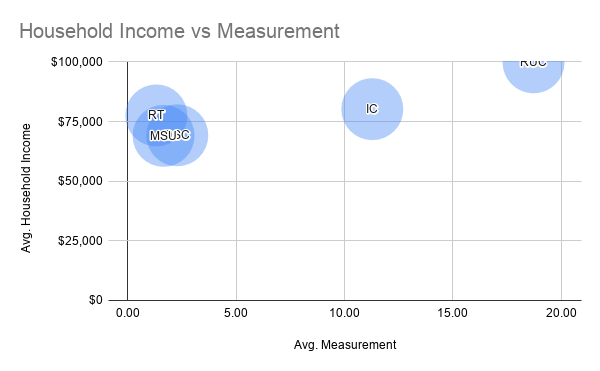 Household Income vs Measurement
$100,000
$75,000
$50,000
$25,000
$0
Avg. Household Income
RUC
IC
RT
MSU
0.00 5.00 10.00 15.00 20.00
Avg. Measurement